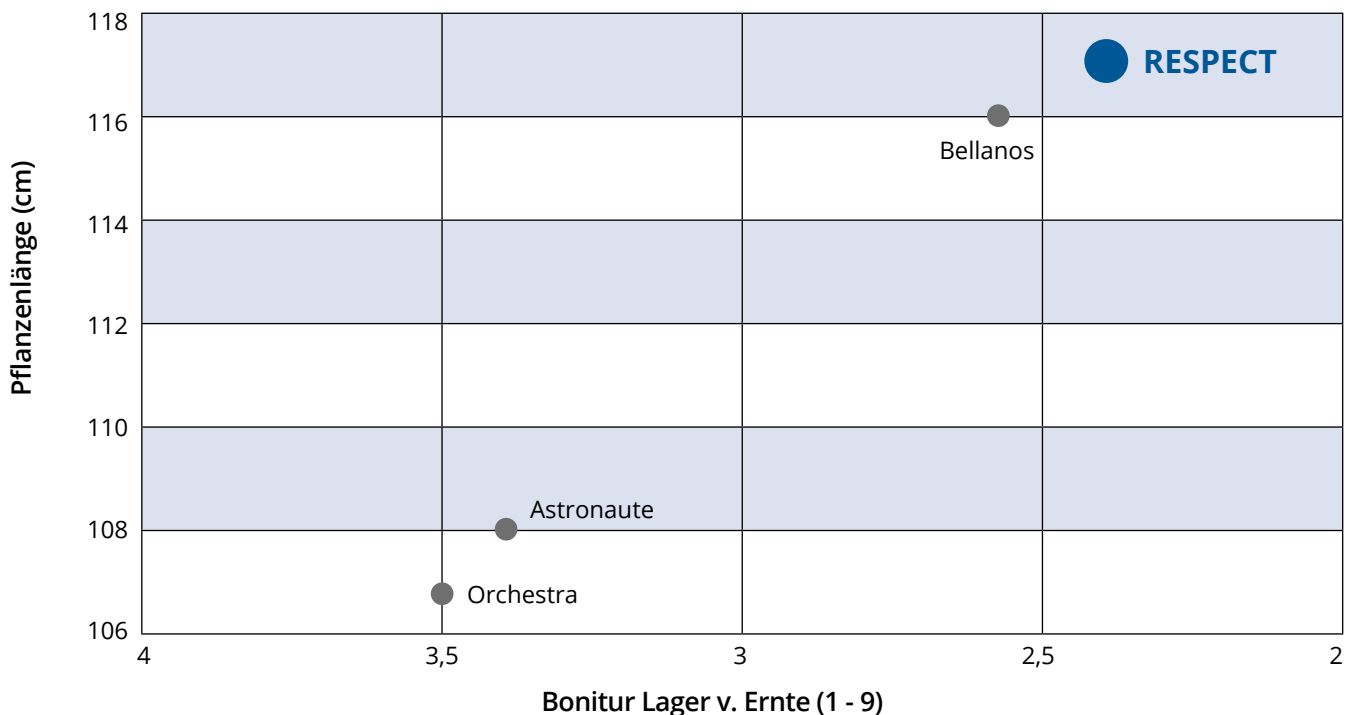 Pflanzenlänge (cm)
118
116
114
112
110
108
106
RESPECT
Bellanos
Astronaute
Orchestra
4
3,5
3
2,5
2
Bonitur Lager v. Ernte (1 - 9)